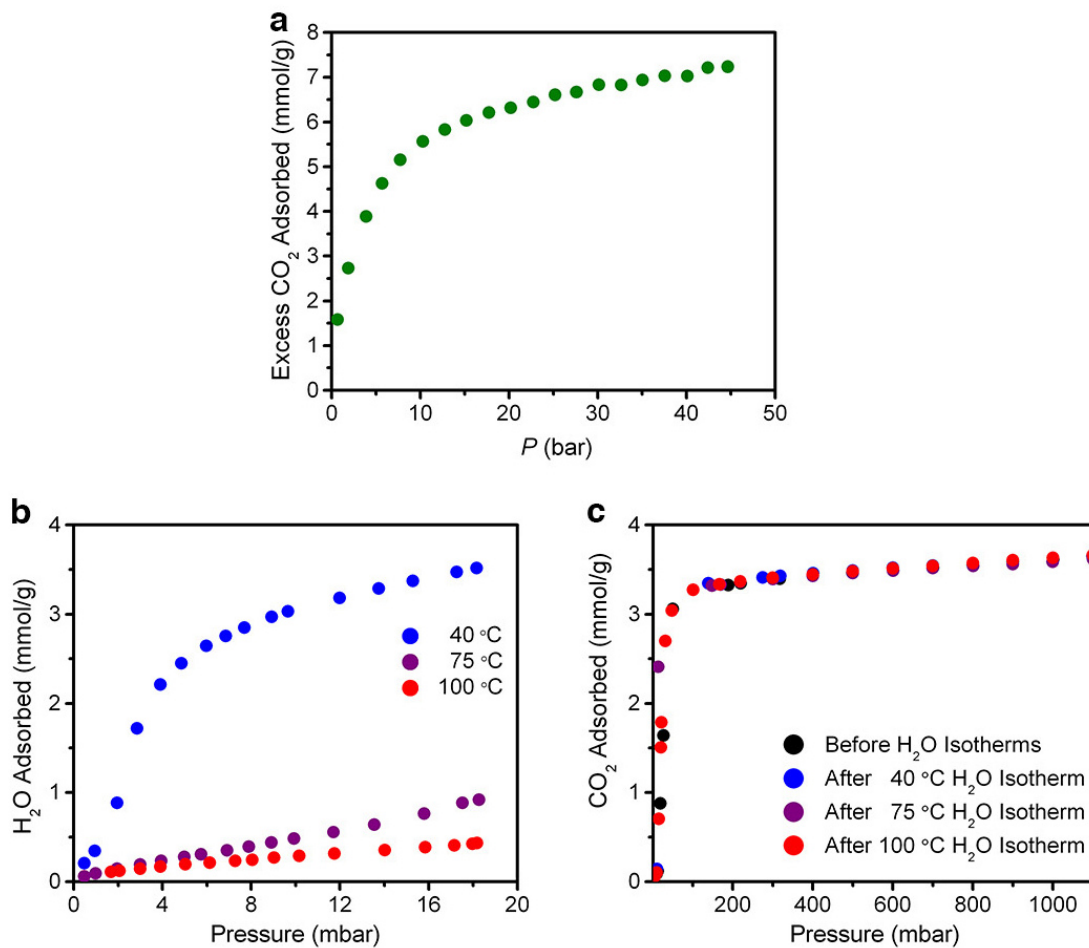 a
8
7
6
5
4
3
2
1
0
Excess CO₂ Adsorbed (mmol/g)
0 10 20 30 40 50
P (bar)
b
4
3
2
1
0
H₂O Adsorbed (mmol/g)
40 °C
75 °C
100 °C
0 4 8 12 16 20
Pressure (mbar)
c
4
3
2
1
0
CO₂ Adsorbed (mmol/g)
Before H₂O Isotherms
After 40 °C H₂O Isotherm
After 75 °C H₂O Isotherm
After 100 °C H₂O Isotherm
200 400 600 800 1000
Pressure (mbar)